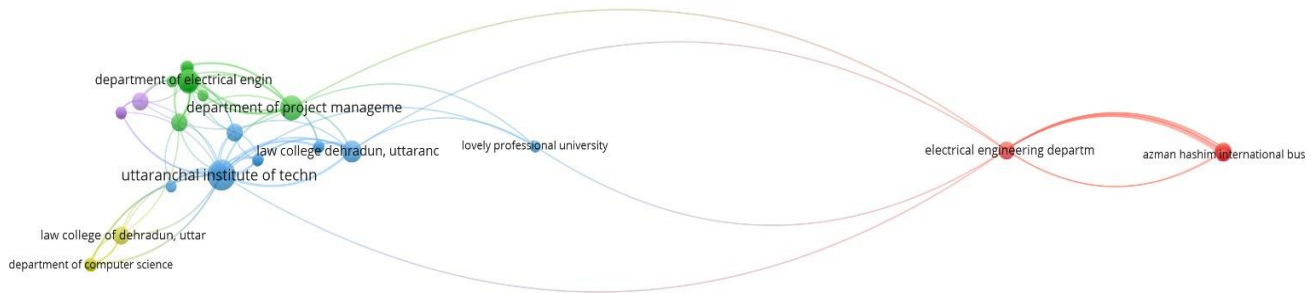 department of electrical engin
department of project manageme
law college dehradun, uttaranc
lovely professional university
electrical engineering departm
azman hashim international bus
uttaranchal institute of techn
law college of dehradun, uttar
department of computer science